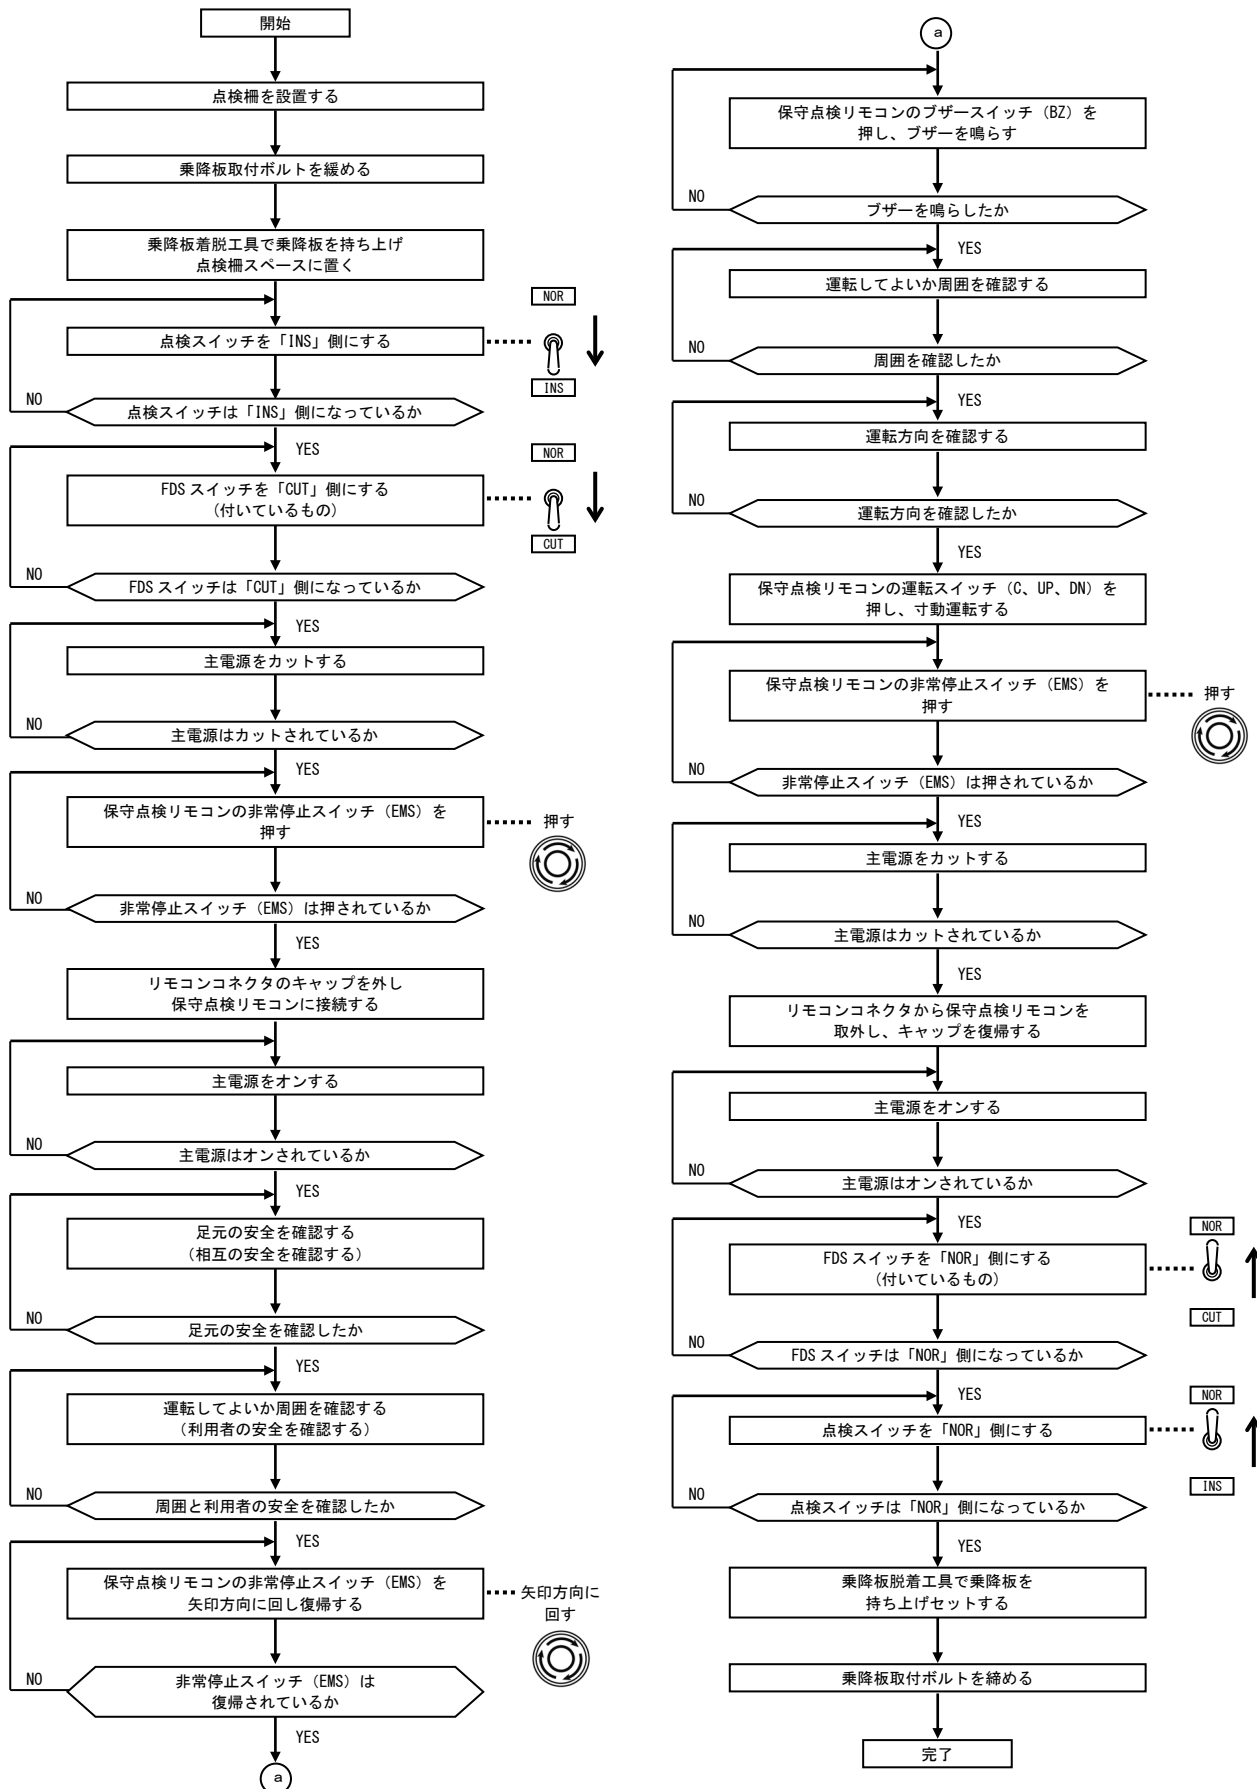 開始
点検柵を設置する
乗降板取付ボルトを緩める
乗降板着脱工具で乗降板を持ち上げ
点検柵スペースに置く
点検スイッチを「INS」側にする
NOR
INS
点検スイッチは「INS」側になっているか
NO
YES
FDS スイッチを「CUT」側にする
(付いているもの)
NOR
CUT
FDS スイッチは「CUT」側になっているか
NO
YES
主電源をカットする
主電源はカットされているか
NO
YES
保守点検リモコンの非常停止スイッチ（EMS）を
押す
押す
非常停止スイッチ（EMS）は押されているか
NO
YES
リモコンコネクタのキャップを外し
保守点検リモコンに接続する
主電源をオンする
主電源はオンされているか
NO
YES
足元の安全を確認する
（相互の安全を確認する）
足元の安全を確認したか
NO
YES
運転してよいか周囲を確認する
（利用者の安全を確認する）
周囲と利用者の安全を確認したか
NO
YES
保守点検リモコンの非常停止スイッチ（EMS）を
矢印方向に回し復帰する
矢印方向に
回す
非常停止スイッチ（EMS）は
復帰されているか
NO
YES
a
a
保守点検リモコンのブザースイッチ（BZ）を
押し、ブザーを鳴らす
ブザーを鳴らしたか
NO
YES
運転してよいか周囲を確認する
周囲を確認したか
NO
YES
運転方向を確認する
運転方向を確認したか
NO
YES
保守点検リモコンの運転スイッチ（C、UP、DN）を
押し、寸動運転する
保守点検リモコンの非常停止スイッチ（EMS）を
押す
押す
非常停止スイッチ（EMS）は押されているか
NO
YES
主電源をカットする
主電源はカットされているか
NO
YES
リモコンコネクタから保守点検リモコンを
取外し、キャップを復帰する
主電源をオンする
主電源はオンされているか
NO
YES
FDS スイッチを「NOR」側にする
(付いているもの)
NOR
CUT
FDS スイッチは「NOR」側になっているか
NO
YES
点検スイッチを「NOR」側にする
NOR
INS
点検スイッチは「NOR」側になっているか
NO
YES
乗降板脱着工具で乗降板を
持ち上げセットする
乗降板取付ボルトを締める
完了